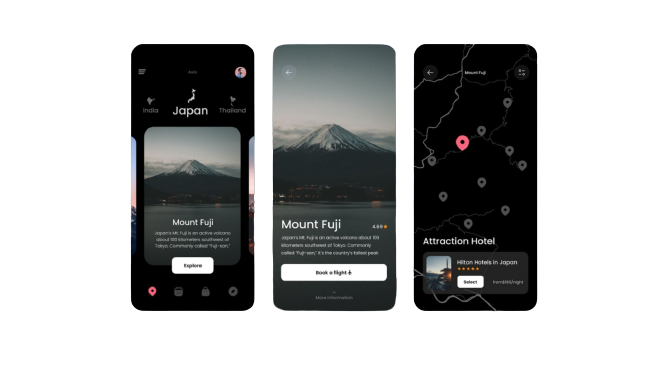 Asia
India
Japan
Thailand
Mount Fuji
Japan's Mt. Fuji is an active volcano
about 100 kilometers southwest of
Tokyo. Commonly called "Fuji-san,"
Explore
Mount Fuji
4.89
Japan's Mt. Fuji is an active volcano about 100
kilometers southwest of Tokyo. Commonly
called "Fuji-san," it's the country's tallest peak
Book a flight
More information
Mount Fuji
Attraction Hotel
Hilton Hotels in Japan
Select
/night